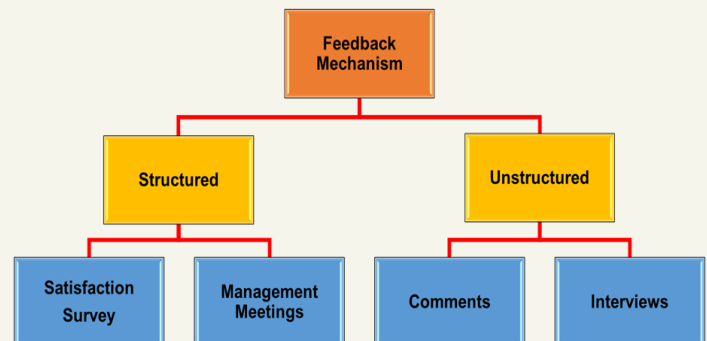 Feedback
Mechanism
Structured
Unstructured
Satisfaction
Survey
Management
Meetings
Comments
Interviews